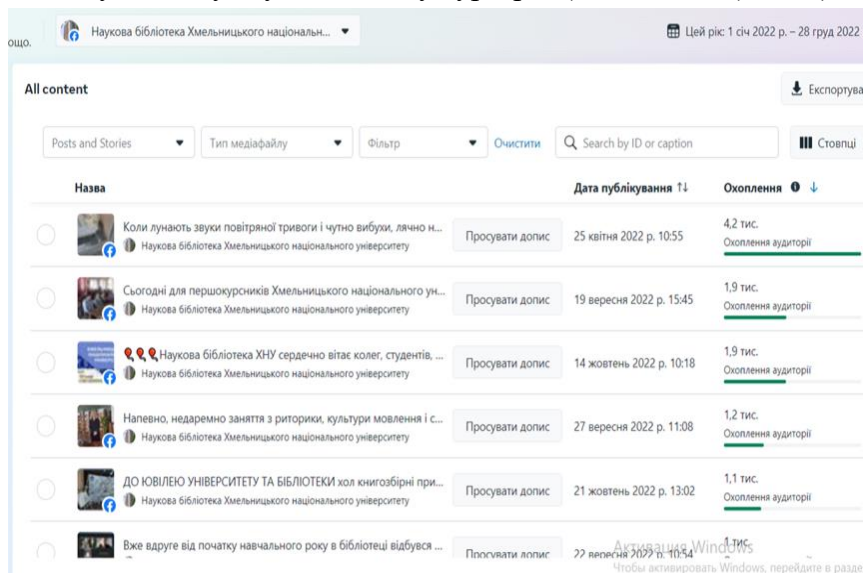 ощо.
Наукова бібліотека Хмельницького національн...
Цей рік: 1 січ 2022 р. – 28 груд 2022
All content
Експортува
Posts and Stories
Тип медіафайлу
Фільтр
Очистити
Search by ID or caption
Стовпці
Назва
Дата публікування ↑↓
Охоплення ↓
Коли лунають звуки повітряної тривоги і чутно вибухи, лячно н...
Наукова бібліотека Хмельницького національного університету
Просувати допис
25 квітня 2022 р. 10:55
4,2 тис.
Охоплення аудиторії
Сьогодні для першокурсників Хмельницького національного ун...
Наукова бібліотека Хмельницького національного університету
Просувати допис
19 вересня 2022 р. 15:45
1,9 тис.
Охоплення аудиторії
🎈🎈🎈Наукова бібліотека ХНУ сердечно вітає колег, студентів, ...
Наукова бібліотека Хмельницького національного університету
Просувати допис
14 жовтень 2022 р. 10:18
1,9 тис.
Охоплення аудиторії
Напевно, недаремно заняття з риторики, культури мовлення і с...
Наукова бібліотека Хмельницького національного університету
Просувати допис
27 вересня 2022 р. 11:08
1,2 тис.
Охоплення аудиторії
ДО ЮВІЛЕЮ УНІВЕРСИТЕТУ ТА БІБЛІОТЕКИ хол книгозбірні при...
Наукова бібліотека Хмельницького національного університету
Просувати допис
21 жовтень 2022 р. 13:02
1,1 тис.
Охоплення аудиторії
Вже вдруге від початку навчального року в бібліотеці відбувся ...
Просувати допис
22 вересня 2022 р. 10:54
1 тис.
Активация Windows
Чтобы активировать Windows, перейдите в разде